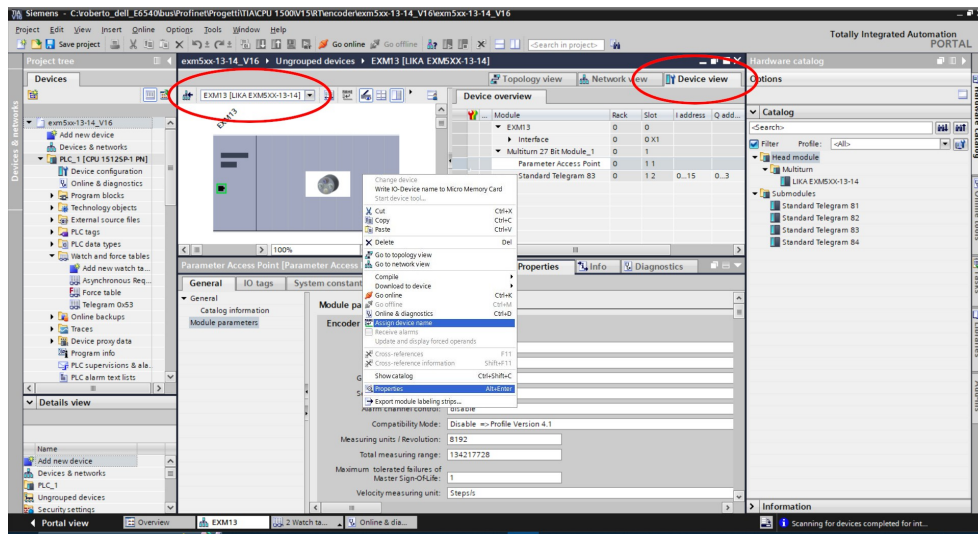 Siemens - C:\roberto_dell_E6540\bus\Profinet\Progetti\TIA\CPU 1500\V15\RT\encoder\exm5xx-13-14_V16\exm5xx-13-14_V16
Project Edit View Insert Online Options Tools Window Help
Totally Integrated Automation
PORTAL
Save project
Go online
Go offline
<Search in project>
Project tree
exm5xx-13-14_V16 ▸ Ungrouped devices ▸ EXM13 [LIKA EXM5XX-13-14]
Hardware catalog
Devices
Topology view
Network view
Device view
Options
EXM13 [LIKA EXM5XX-13-14]
Device overview
exm5xx-13-14_V16
Add new device
Devices & networks
PLC_1 [CPU 1512SP-1 PN]
Device configuration
Online & diagnostics
Program blocks
Technology objects
External source files
PLC tags
PLC data types
Watch and force tables
Add new watch ta...
Asynchronous Req...
Force table
Telegram 0x53
Online backups
Traces
Device proxy data
Program info
PLC supervisions & ala...
PLC alarm text lists
Details view
Name
Add new device
Devices & networks
PLC_1
Ungrouped devices
Security settings
Devices & networks
EXM13
100%
... Module Rack Slot I address Q add...
EXM13 0 0
Interface 0 0 X1
Multiturn 27 Bit Module_1 0 1
Parameter Access Point 0 1 1
Standard Telegram 83 0 1 2 0...15 0...3
Change device
Write IO-Device name to Micro Memory Card
Start device tool...
Cut Ctrl+X
Copy Ctrl+C
Paste Ctrl+V
Delete Del
Go to topology view
Go to network view
Compile
Download to device
Go online Ctrl+K
Go offline Ctrl+M
Online & diagnostics Ctrl+D
Assign device name
Receive alarms
Update and display forced operands
Cross-references F11
Cross-reference information Shift+F11
Show catalog Ctrl+Shift+C
Properties Alt+Enter
Export module labeling strips...
Parameter Access Point [Parameter Access
Properties
Info
Diagnostics
General
IO tags
System constant
General
Catalog information
Module parameters
Module pa
Encoder
Alarm channel control: disable
Compatibility Mode: Disable => Profile Version 4.1
Measuring units / Revolution: 8192
Total measuring range: 134217728
Maximum tolerated failures of
Master Sign-Of-Life: 1
Velocity measuring unit: Steps/s
Catalog
<Search>
Filter Profile: <All>
Head module
Multiturn
LIKA EXM5XX-13-14
Submodules
Standard Telegram 81
Standard Telegram 82
Standard Telegram 83
Standard Telegram 84
Information
Portal view
Overview
EXM13
2 Watch ta...
Online & dia...
Scanning for devices completed for int...